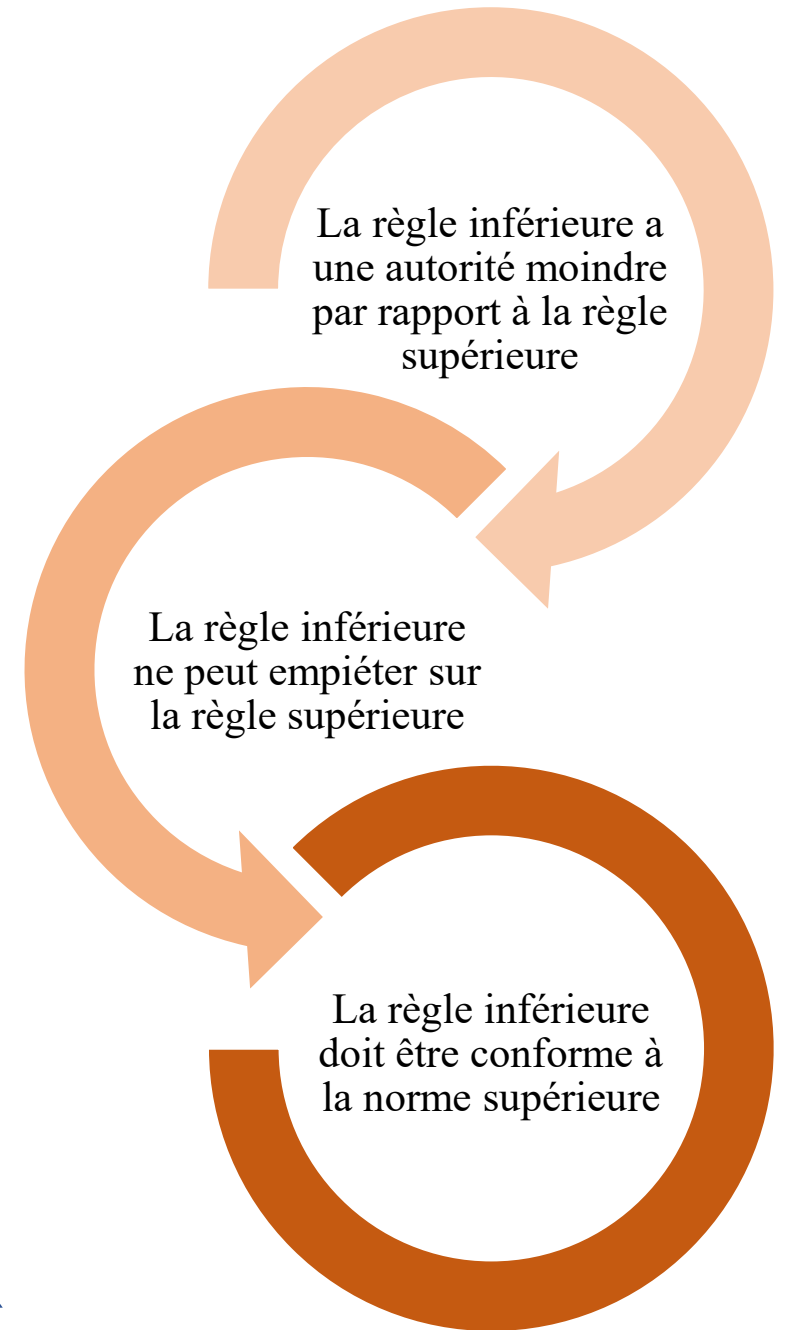 La règle inférieure a
une autorité moindre
par rapport à la règle
supérieure
La règle inférieure
ne peut empiéter sur
la règle supérieure
La règle inférieure
doit être conforme à
la norme supérieure